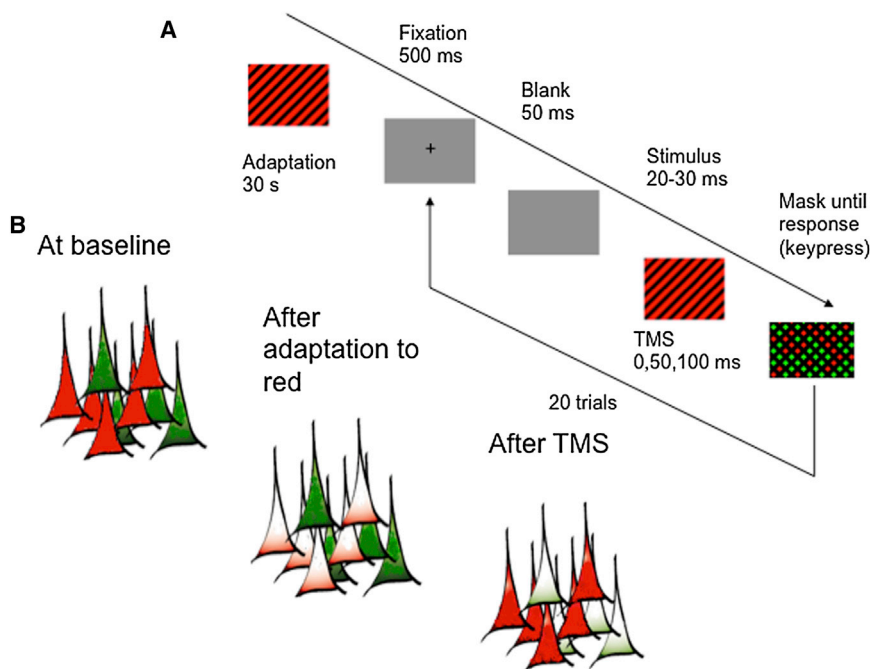 A
Fixation
500 ms
Blank
50 ms
Adaptation
30 s
+
Stimulus
20-30 ms
Mask until
response
(keypress)
TMS
0,50,100 ms
20 trials
B
At baseline
After
adaptation to
red
After TMS